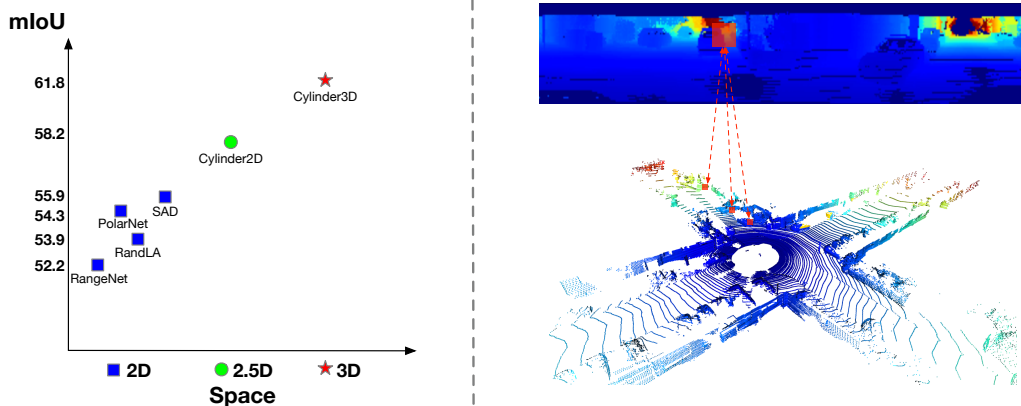 mIoU
61.8
Cylinder3D
58.2
Cylinder2D
55.9
SAD
54.3
PolarNet
53.9
RandLA
52.2
RangeNet
2D 2.5D 3D
Space